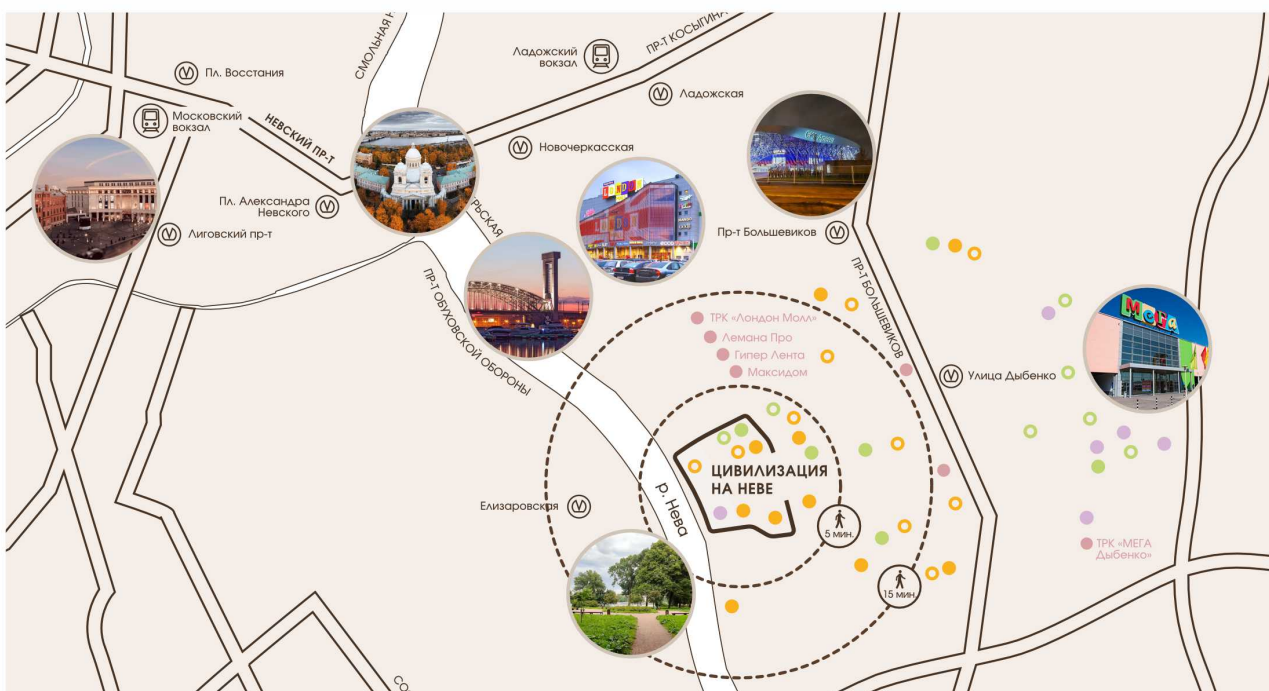 СМОЛЬНАЯ Н
ПР-Т КОСЫГИНА
Ладожский
вокзал
Пл. Восстания
Ладожская
Московский
вокзал
НЕВСКИЙ ПР-Т
Новочеркасская
Пл. Александра
Невского
Лиговский пр-т
РЬСКАЯ
LONDON
Пр-т Большевиков
ПР-Т ОБУХОВСКОЙ ОБОРОНЫ
ПР-Т БОЛЬШЕВИКОВ
МЕГА
ТРК «Лондон Молл»
Лемана Про
Гипер Лента
Максидом
Улица Дыбенко
ЦИВИЛИЗАЦИЯ
НА НЕВЕ
р. Нева
Елизаровская
5 мин.
ТРК «МЕГА
Дыбенко»
15 мин.
СО